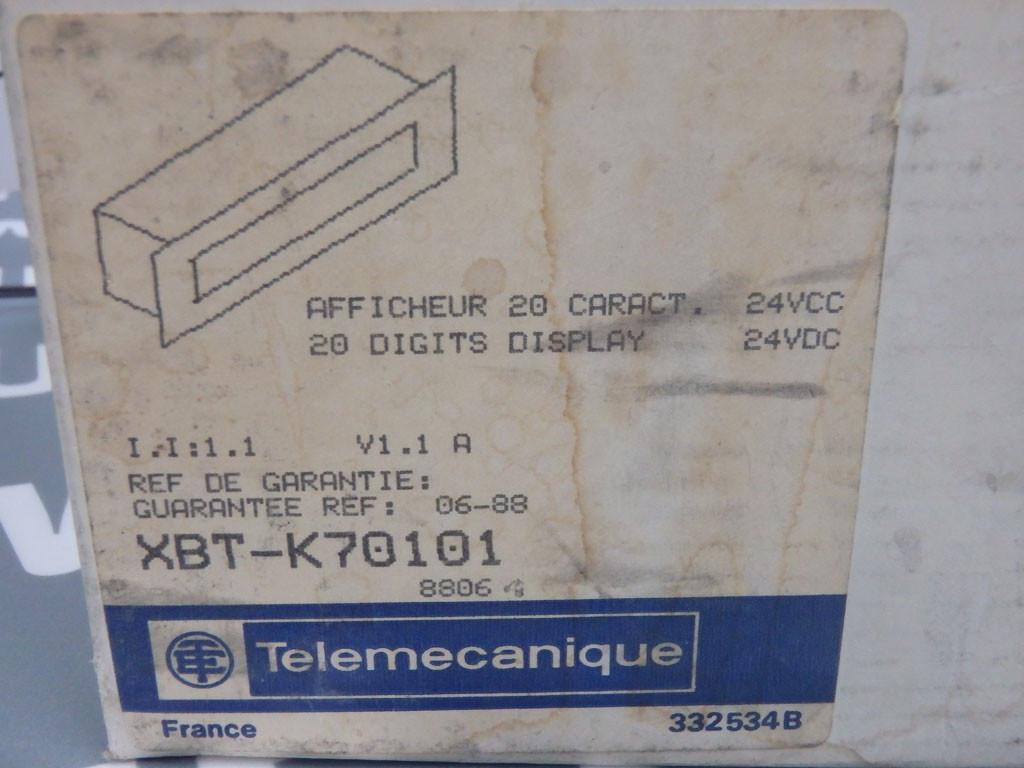 AFFICHEUR 20 CARACT. 24VCC
20 DIGITS DISPLAY 24VDC
I.I:1.1 V1.1 A
REF DE GARANTIE:
GUARANTEE REF: 06-88
XBT-K70101
8806
TE Telemecanique
France 332534B